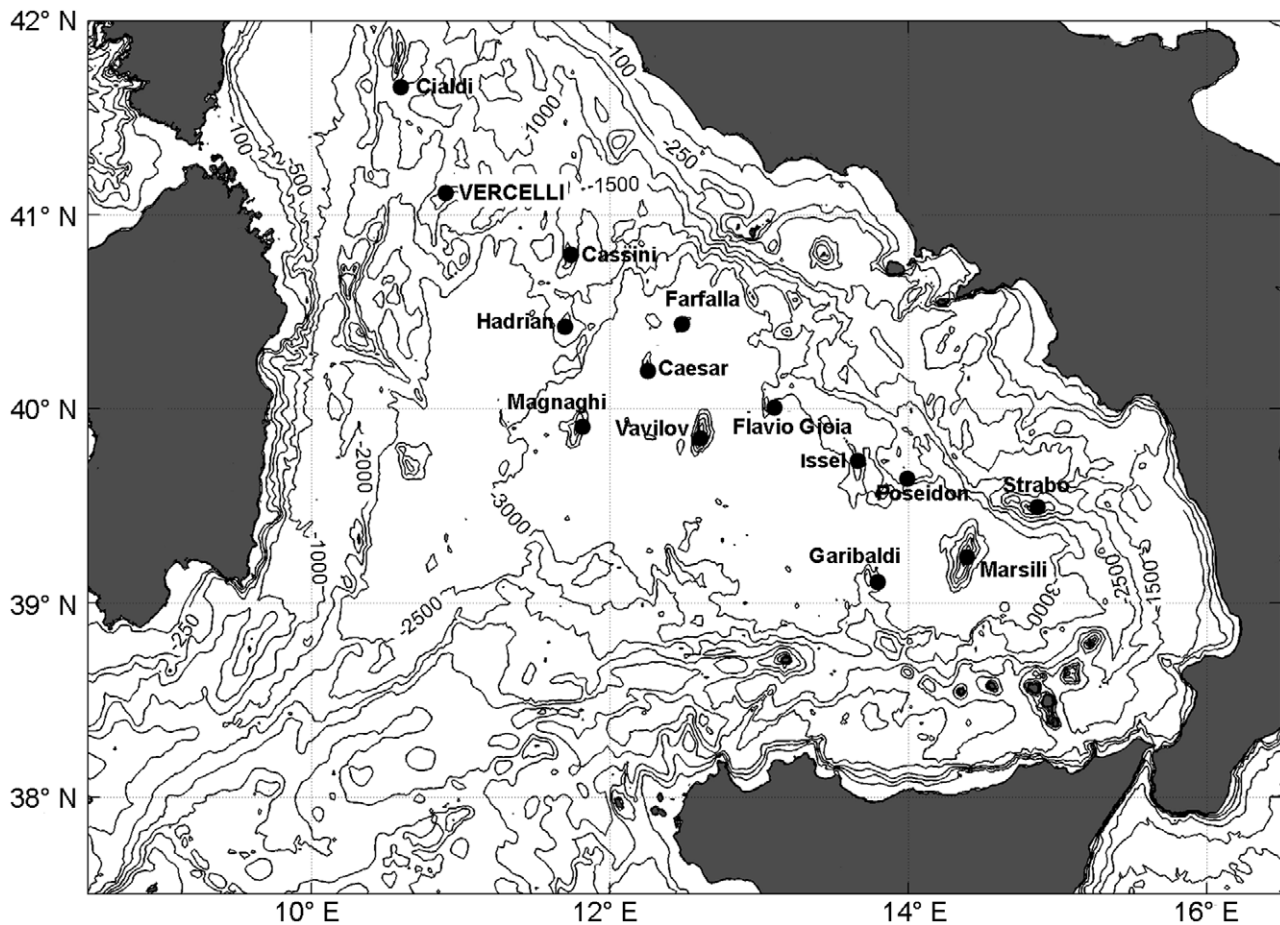 42° N
100
Cialdi
-1000
-100
-500
-250
VERCELLI
-1500
41° N
Cassini
Farfalla
Hadrian
Caesar
40° N
Magnaghi
Vavilov
Flavio Gioia
Issel
-2000
Poseidon
Strabo
-3000
-1000
Garibaldi
Marsili
-2500
-1500
39° N
-3000
-2500
-250
38° N
10° E
12° E
14° E
16° E